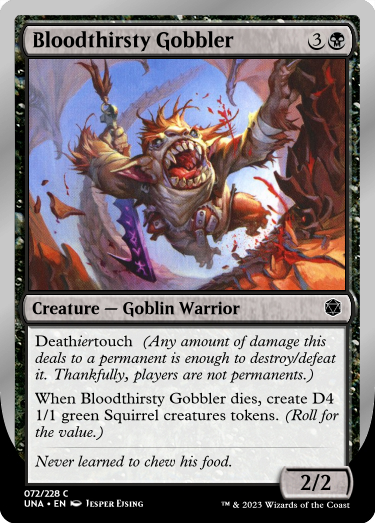 Bloodthirsty Gobbler 3
Creature — Goblin Warrior
Deathiertouch (Any amount of damage this
deals to a permanent is enough to destroy/defeat
it. Thankfully, players are not permanents.)
When Bloodthirsty Gobbler dies, create D4
1/1 green Squirrel creatures tokens. (Roll for
the value.)
Never learned to chew his food.
2/2
072/228 C
UNA • EN Jesper Ejsing
™ & 2023 Wizards of the Coast